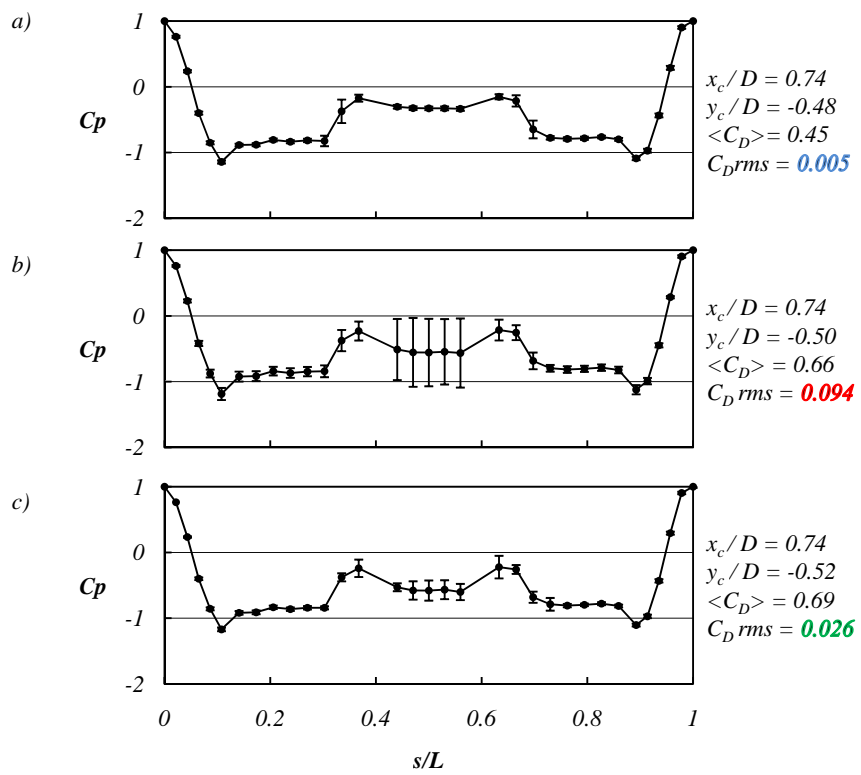 a)
1
0
-1
-2
Cp
x_c / D = 0.74
y_c / D = -0.48
<C_D>= 0.45
C_D rms = 0.005
b)
1
0
-1
-2
Cp
x_c / D = 0.74
y_c / D = -0.50
<C_D> = 0.66
C_D rms = 0.094
c)
1
0
-1
-2
Cp
x_c / D = 0.74
y_c / D = -0.52
<C_D> = 0.69
C_D rms = 0.026
0 0.2 0.4 0.6 0.8 1
s/L